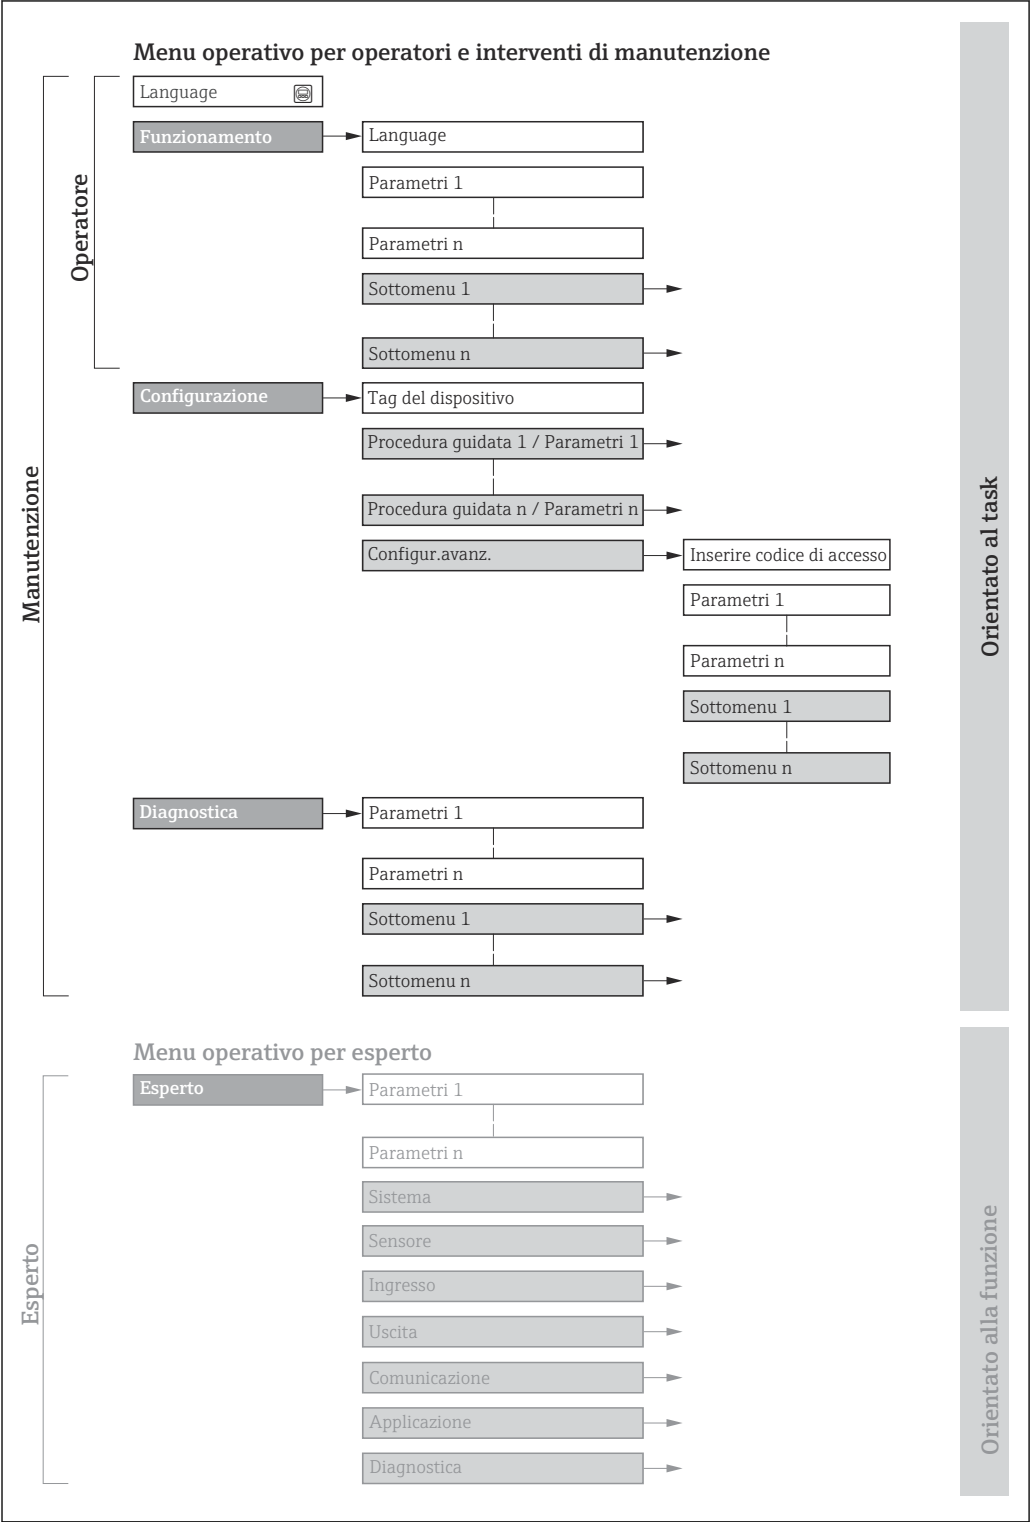 Menu operativo per operatori e interventi di manutenzione
Manutenzione
Operatore
Language
Funzionamento
Language
Parametri 1
Parametri n
Sottomenu 1
Sottomenu n
Configurazione
Tag del dispositivo
Procedura guidata 1 / Parametri 1
Procedura guidata n / Parametri n
Configur.avanz.
Inserire codice di accesso
Parametri 1
Parametri n
Sottomenu 1
Sottomenu n
Diagnostica
Parametri 1
Parametri n
Sottomenu 1
Sottomenu n
Orientato al task
Menu operativo per esperto
Esperto
Esperto
Parametri 1
Parametri n
Sistema
Sensore
Ingresso
Uscita
Comunicazione
Applicazione
Diagnostica
Orientato alla funzione